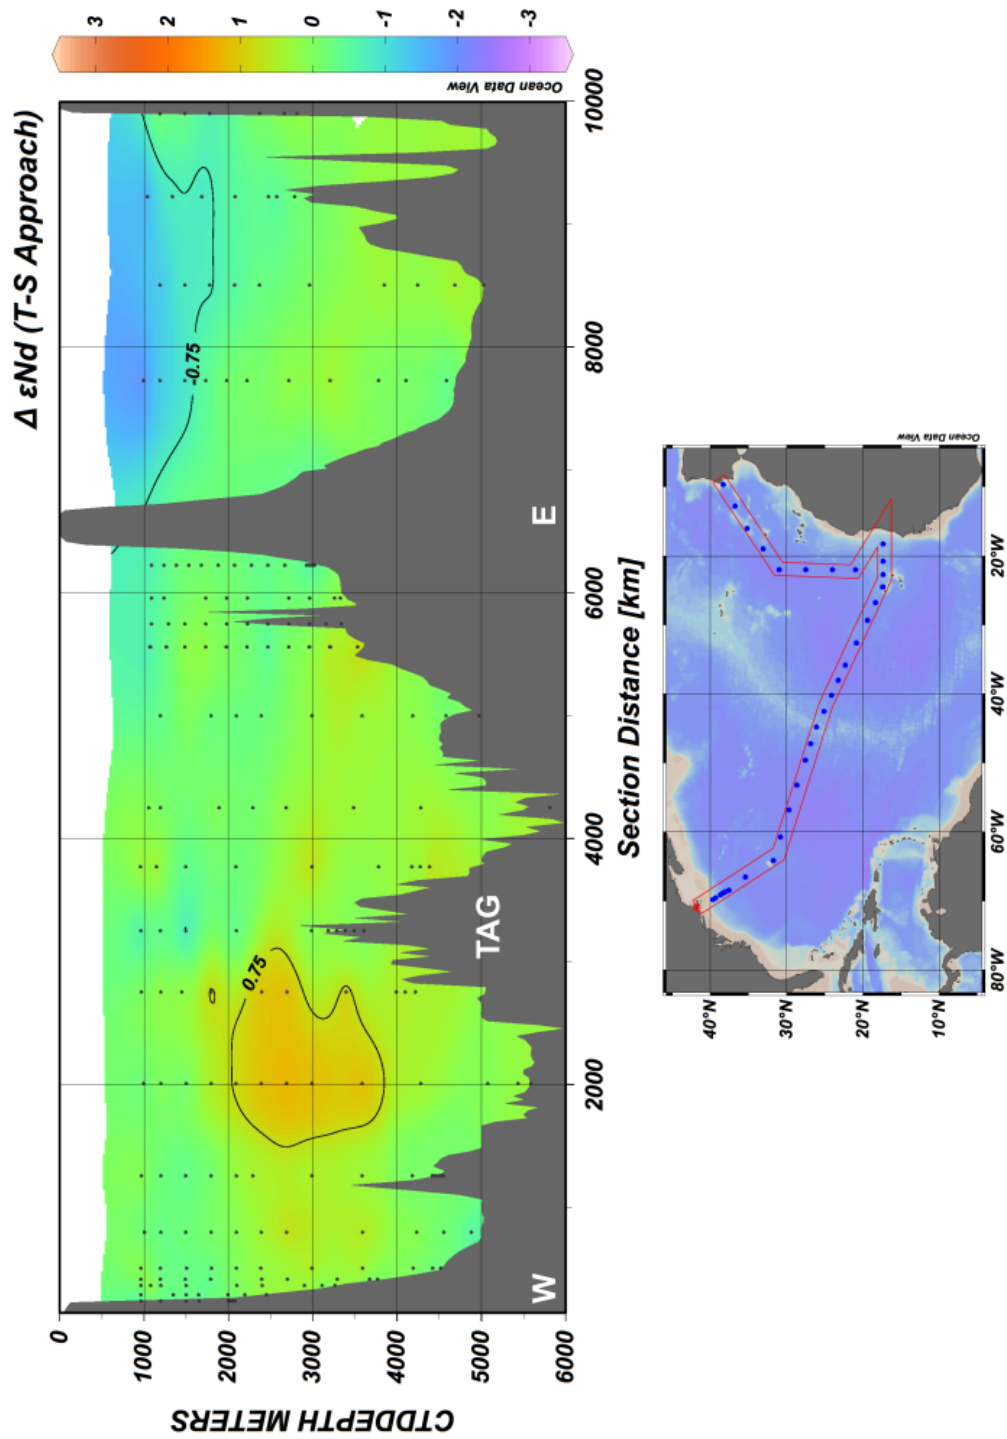 Δ εNd (T-S Approach)
3
2
1
0
-1
-2
-3
Ocean Data View
0
1000
2000
3000
4000
5000
6000
CTDDEPTH METERS
0.75
-0.75
W
TAG
E
2000
4000
6000
8000
10000
Section Distance [km]
40°N
30°N
20°N
10°N
80°W
60°W
40°W
20°W
Ocean Data View